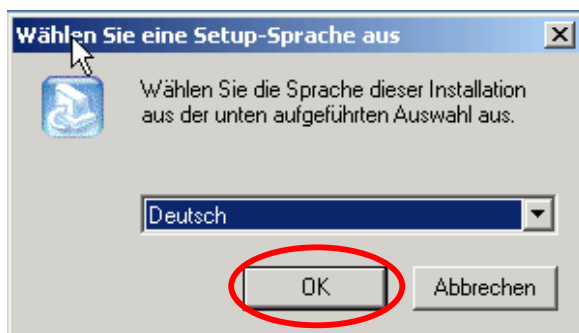 Wählen Sie eine Setup-Sprache aus
Wählen Sie die Sprache dieser Installation
aus der unten aufgeführten Auswahl aus.
Deutsch
OK
Abbrechen